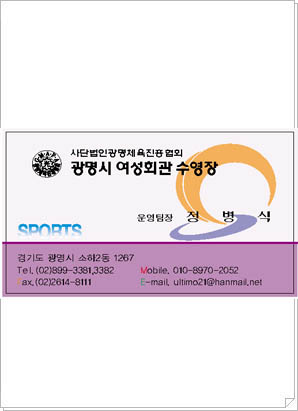 사단법인광명체육진흥협회
광명시 여성회관 수영장
운영팀장 정 병 식
SPORTS
경기도 광명시 소하2동 1267
Tel. (02)899-3381,3382 Mobile. 010-8970-2052
Fax.(02)2614-8111 E-mail. ultimo21@hanmail.net